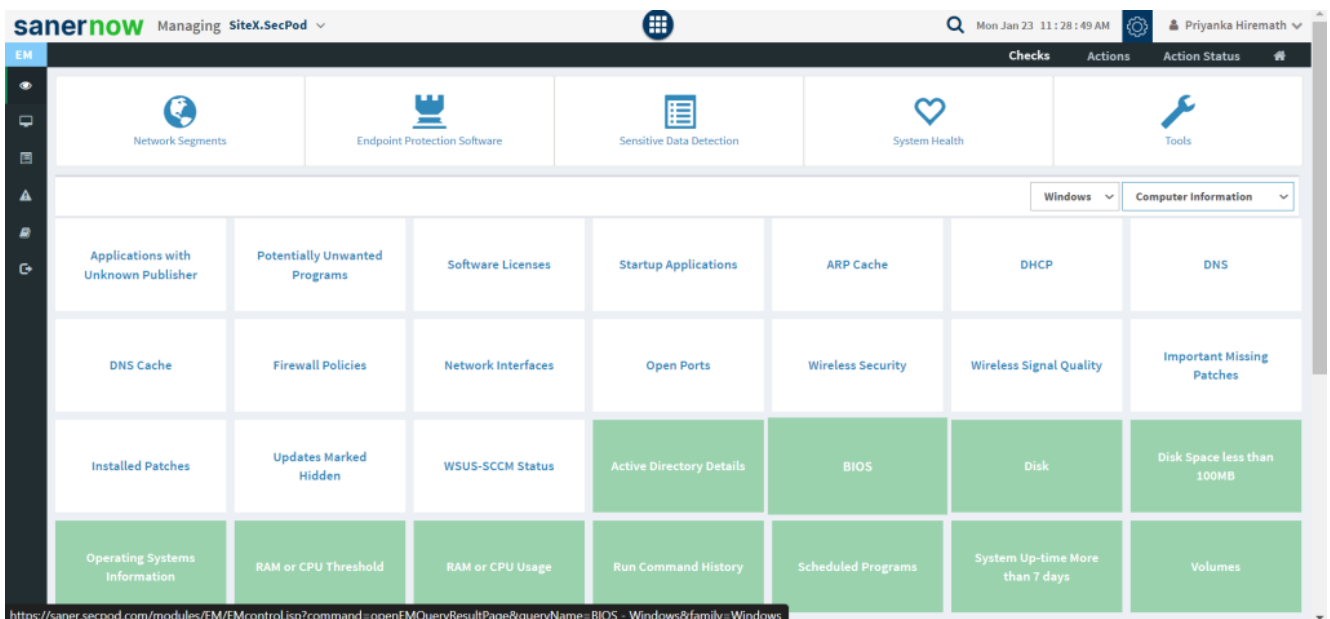 sanernow Managing SiteX.SecPod Mon Jan 23 11:28:49 AM Priyanka Hiremath
EM Checks Actions Action Status
Network Segments Endpoint Protection Software Sensitive Data Detection System Health Tools
Windows Computer Information
Applications with
Unknown Publisher
Potentially Unwanted
Programs
Software Licenses
Startup Applications
ARP Cache
DHCP
DNS
DNS Cache
Firewall Policies
Network Interfaces
Open Ports
Wireless Security
Wireless Signal Quality
Important Missing
Patches
Installed Patches
Updates Marked
Hidden
WSUS-SCCM Status
Active Directory Details
BIOS
Disk
Disk Space less than
100MB
Operating Systems
Information
RAM or CPU Threshold
RAM or CPU Usage
Run Command History
Scheduled Programs
System Up-time More
than 7 days
Volumes
https://saner.secpod.com/modules/EM/EMcontrol.jsp?command=openEMQueryResultPage&queryName=BIOS - Windows&family=Windows